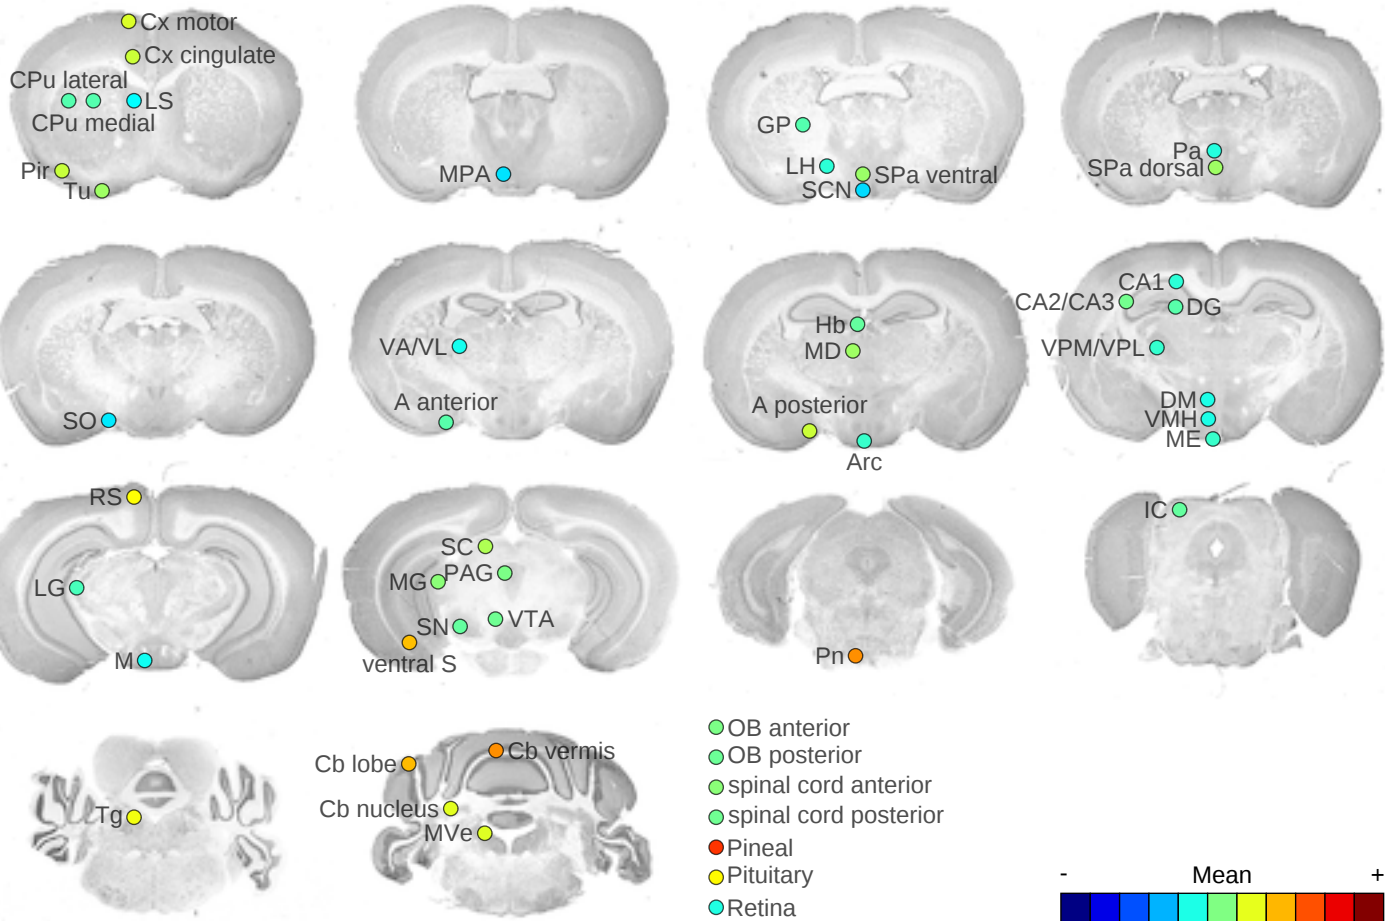 Cx motor
Cx cingulate
CPu lateral
LS
CPu medial
Pir
Tu
MPA
GP
LH
SPa ventral
SCN
Pa
SPa dorsal
SO
VA/VL
A anterior
Hb
MD
A posterior
Arc
CA1
CA2/CA3
DG
VPM/VPL
DM
VMH
ME
RS
LG
M
SC
PAG
MG
VTA
SN
ventral S
Pn
IC
Tg
Cb vermis
Cb lobe
Cb nucleus
MVe
OB anterior
OB posterior
spinal cord anterior
spinal cord posterior
Pineal
Pituitary
Retina
- Mean +